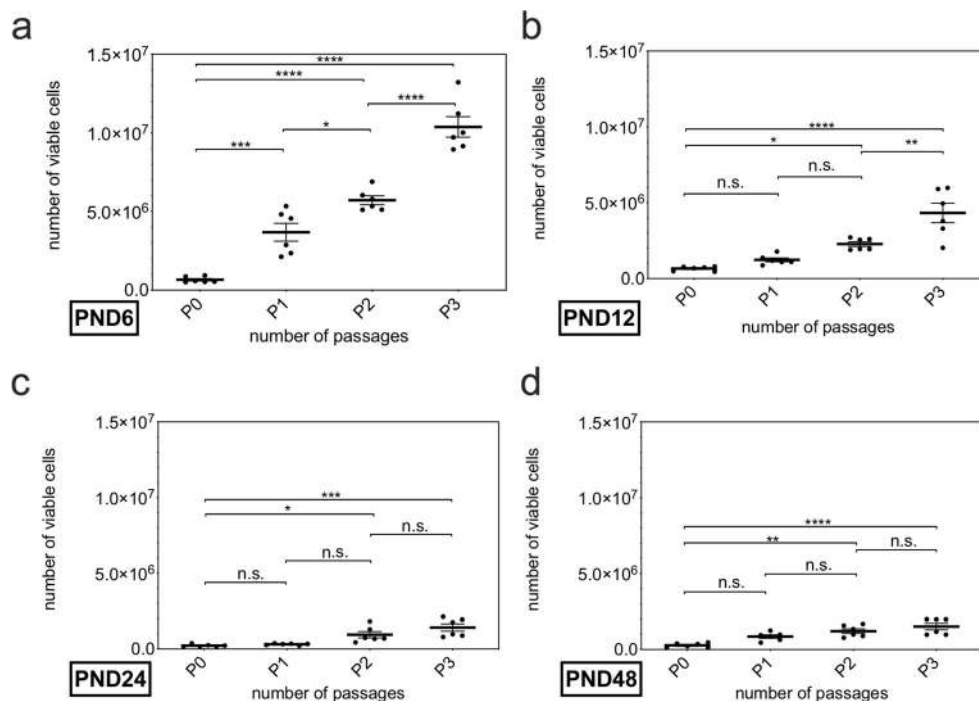 a
1.5×10⁷
1.0×10⁷
5.0×10⁶
0.0
number of viable cells
****
****
****
*
***
P0
P1
P2
P3
number of passages
PND6
b
1.5×10⁷
1.0×10⁷
5.0×10⁶
0.0
number of viable cells
****
*
**
n.s.
n.s.
P0
P1
P2
P3
number of passages
PND12
c
1.5×10⁷
1.0×10⁷
5.0×10⁶
0.0
number of viable cells
***
*
n.s.
n.s.
n.s.
P0
P1
P2
P3
number of passages
PND24
d
1.5×10⁷
1.0×10⁷
5.0×10⁶
0.0
number of viable cells
****
**
n.s.
n.s.
n.s.
P0
P1
P2
P3
number of passages
PND48